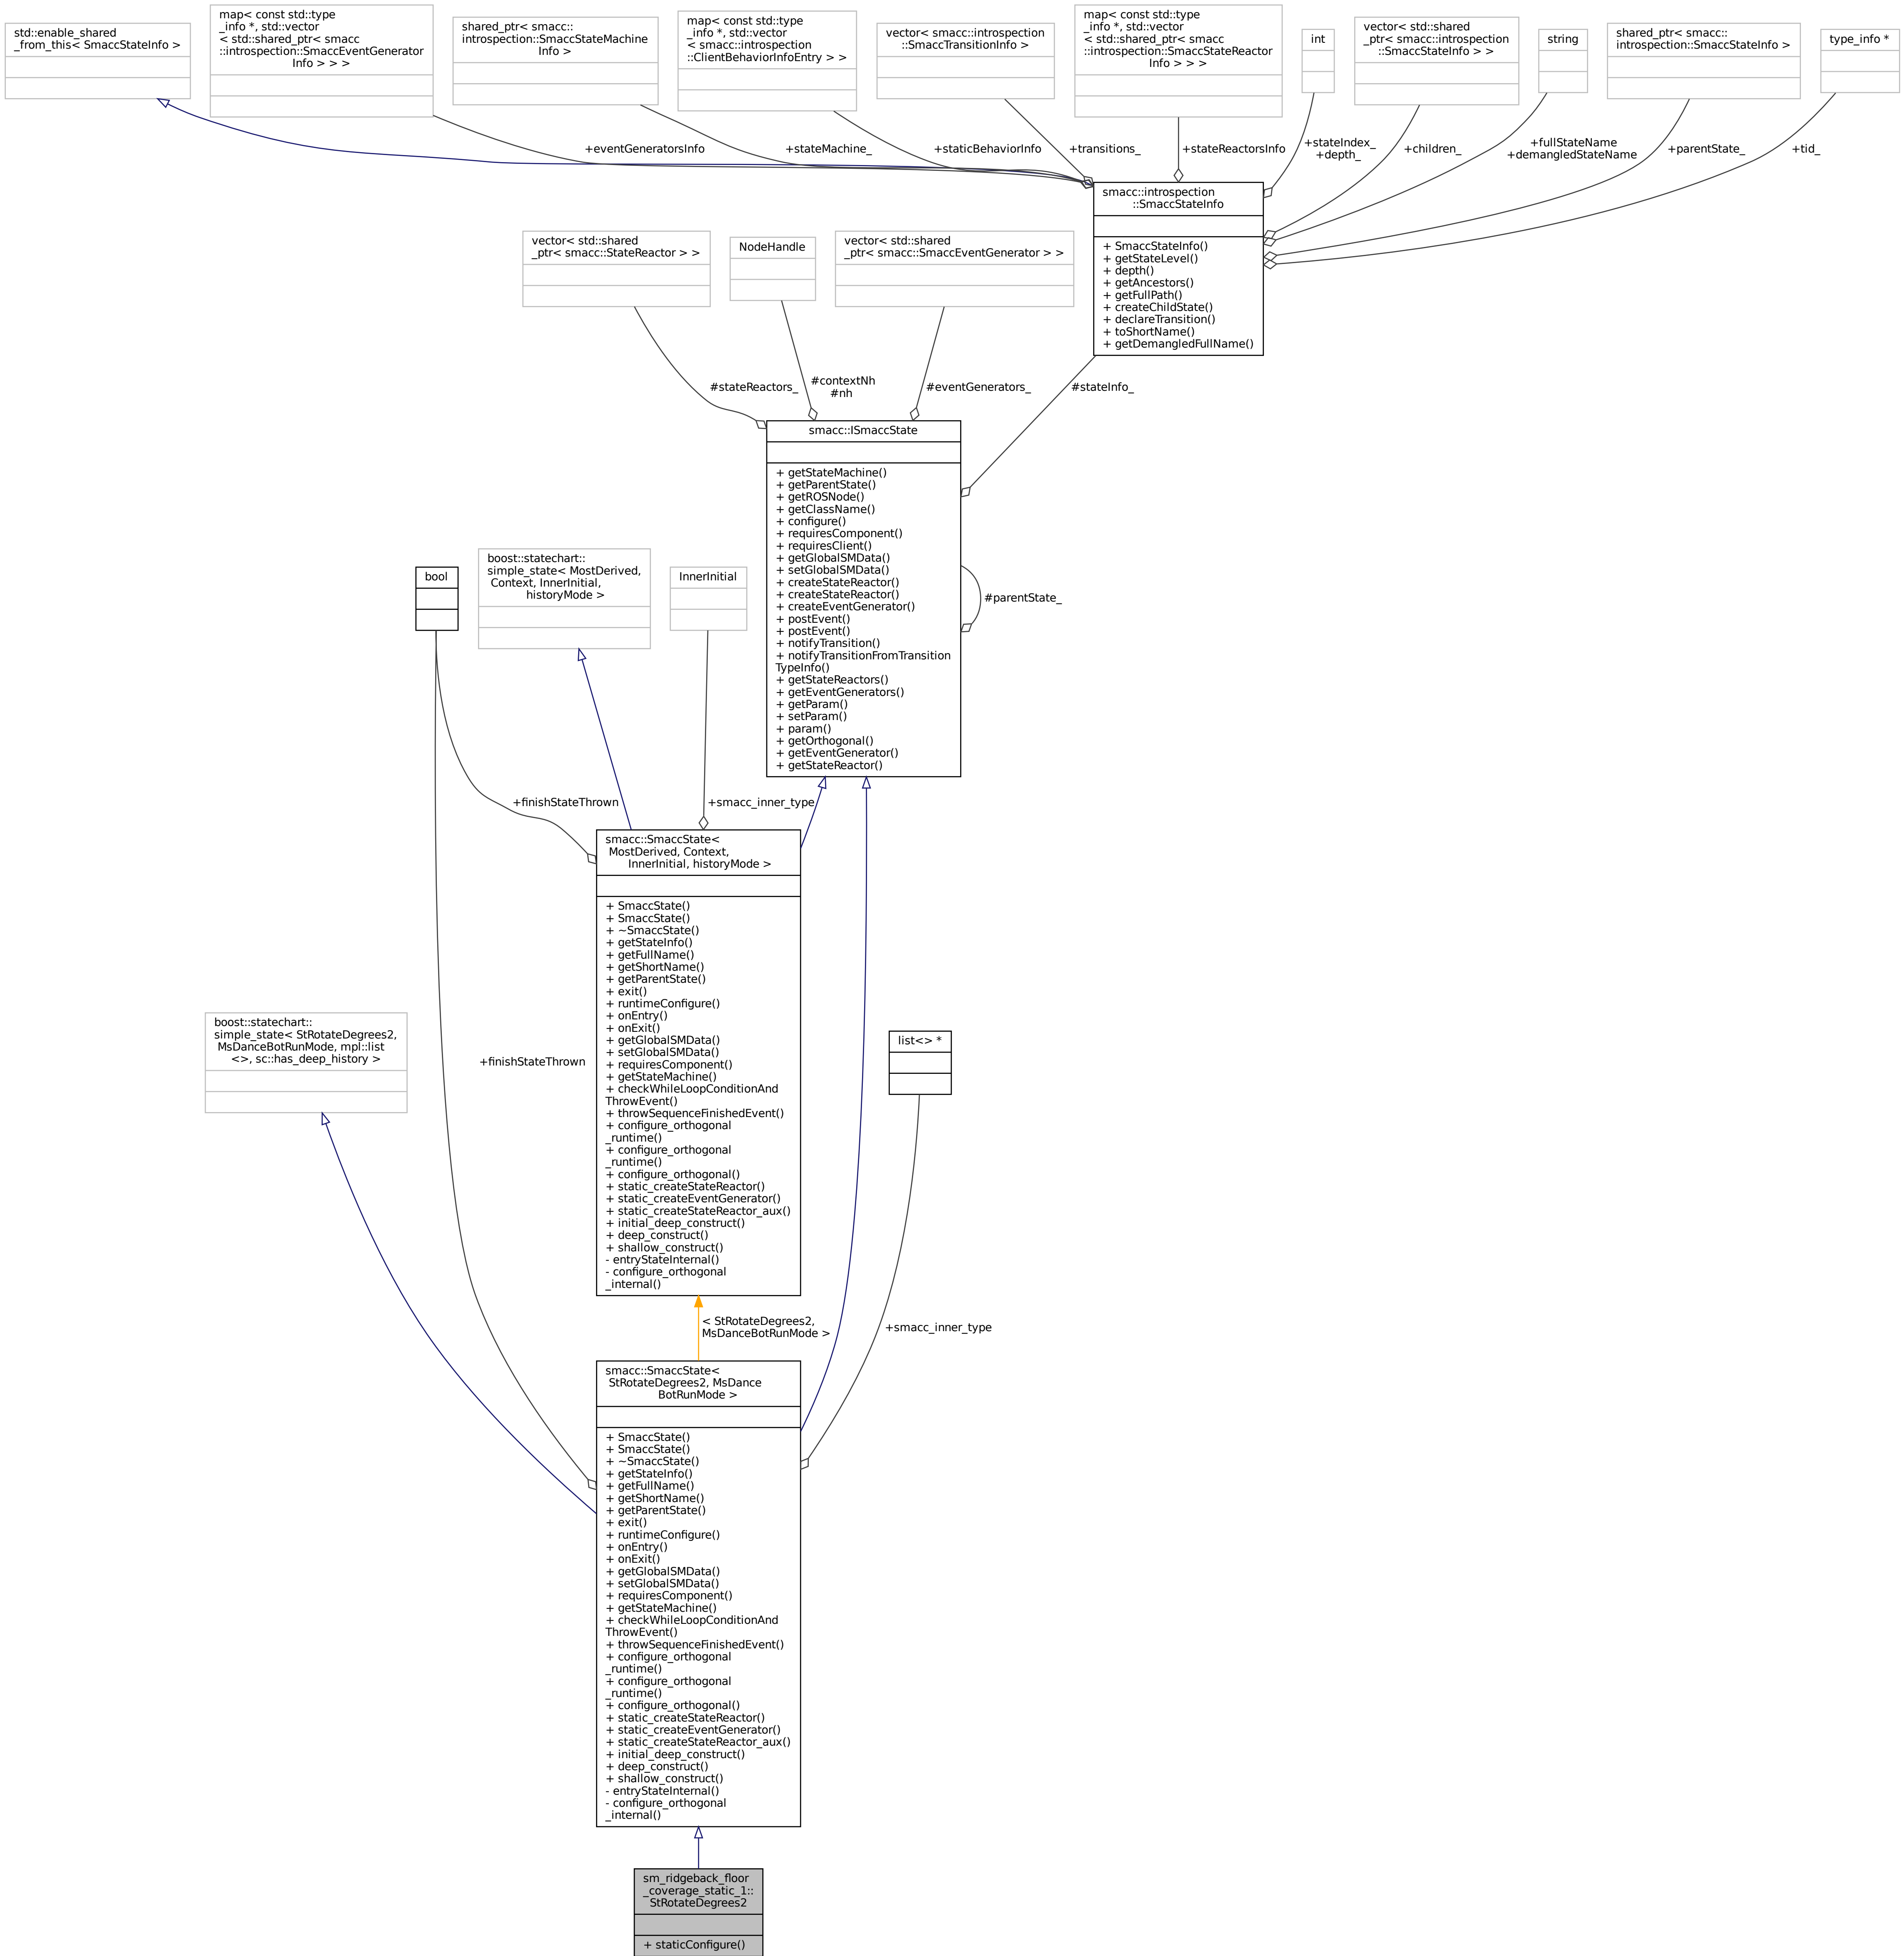 std::enable_shared
_from_this< SmaccStateInfo >
map< const std::type
_info *, std::vector
< std::shared_ptr< smacc
::introspection::SmaccEventGenerator
Info > > >
shared_ptr< smacc::
introspection::SmaccStateMachine
Info >
map< const std::type
_info *, std::vector
< smacc::introspection
::ClientBehaviorInfoEntry > >
vector< smacc::introspection
::SmaccTransitionInfo >
map< const std::type
_info *, std::vector
< std::shared_ptr< smacc
::introspection::SmaccStateReactor
Info > > >
int
vector< std::shared
_ptr< smacc::introspection
::SmaccStateInfo > >
string
shared_ptr< smacc::
introspection::SmaccStateInfo >
type_info *
+eventGeneratorsInfo
+stateMachine_
+staticBehaviorInfo
+transitions_
+stateReactorsInfo
+stateIndex_
+depth_
+children_
+fullStateName
+demangledStateName
+parentState_
+tid_
smacc::introspection
::SmaccStateInfo
+ SmaccStateInfo()
+ getStateLevel()
+ depth()
+ getAncestors()
+ getFullPath()
+ createChildState()
+ declareTransition()
+ toShortName()
+ getDemangledFullName()
vector< std::shared
_ptr< smacc::StateReactor > >
NodeHandle
vector< std::shared
_ptr< smacc::SmaccEventGenerator > >
#stateReactors_
#contextNh
#nh
#eventGenerators_
#stateInfo_
smacc::ISmaccState
+ getStateMachine()
+ getParentState()
+ getROSNode()
+ getClassName()
+ configure()
+ requiresComponent()
+ requiresClient()
+ getGlobalSMData()
+ setGlobalSMData()
+ createStateReactor()
+ createStateReactor()
+ createEventGenerator()
+ postEvent()
+ postEvent()
+ notifyTransition()
+ notifyTransitionFromTransition
TypeInfo()
+ getStateReactors()
+ getEventGenerators()
+ getParam()
+ setParam()
+ param()
+ getOrthogonal()
+ getEventGenerator()
+ getStateReactor()
#parentState_
bool
boost::statechart::
simple_state< MostDerived,
Context, InnerInitial,
historyMode >
InnerInitial
+finishStateThrown
+smacc_inner_type
smacc::SmaccState<
MostDerived, Context,
InnerInitial, historyMode >
+ SmaccState()
+ SmaccState()
+ ~SmaccState()
+ getStateInfo()
+ getFullName()
+ getShortName()
+ getParentState()
+ exit()
+ runtimeConfigure()
+ onEntry()
+ onExit()
+ getGlobalSMData()
+ setGlobalSMData()
+ requiresComponent()
+ getStateMachine()
+ checkWhileLoopConditionAnd
ThrowEvent()
+ throwSequenceFinishedEvent()
+ configure_orthogonal
_runtime()
+ configure_orthogonal
_runtime()
+ configure_orthogonal()
+ static_createStateReactor()
+ static_createEventGenerator()
+ static_createStateReactor_aux()
+ initial_deep_construct()
+ deep_construct()
+ shallow_construct()
- entryStateInternal()
- configure_orthogonal
_internal()
boost::statechart::
simple_state< StRotateDegrees2,
MsDanceBotRunMode, mpl::list
<>, sc::has_deep_history >
+finishStateThrown
list<> *
< StRotateDegrees2,
MsDanceBotRunMode >
+smacc_inner_type
smacc::SmaccState<
StRotateDegrees2, MsDance
BotRunMode >
+ SmaccState()
+ SmaccState()
+ ~SmaccState()
+ getStateInfo()
+ getFullName()
+ getShortName()
+ getParentState()
+ exit()
+ runtimeConfigure()
+ onEntry()
+ onExit()
+ getGlobalSMData()
+ setGlobalSMData()
+ requiresComponent()
+ getStateMachine()
+ checkWhileLoopConditionAnd
ThrowEvent()
+ throwSequenceFinishedEvent()
+ configure_orthogonal
_runtime()
+ configure_orthogonal
_runtime()
+ configure_orthogonal()
+ static_createStateReactor()
+ static_createEventGenerator()
+ static_createStateReactor_aux()
+ initial_deep_construct()
+ deep_construct()
+ shallow_construct()
- entryStateInternal()
- configure_orthogonal
_internal()
sm_ridgeback_floor
_coverage_static_1::
StRotateDegrees2
+ staticConfigure()